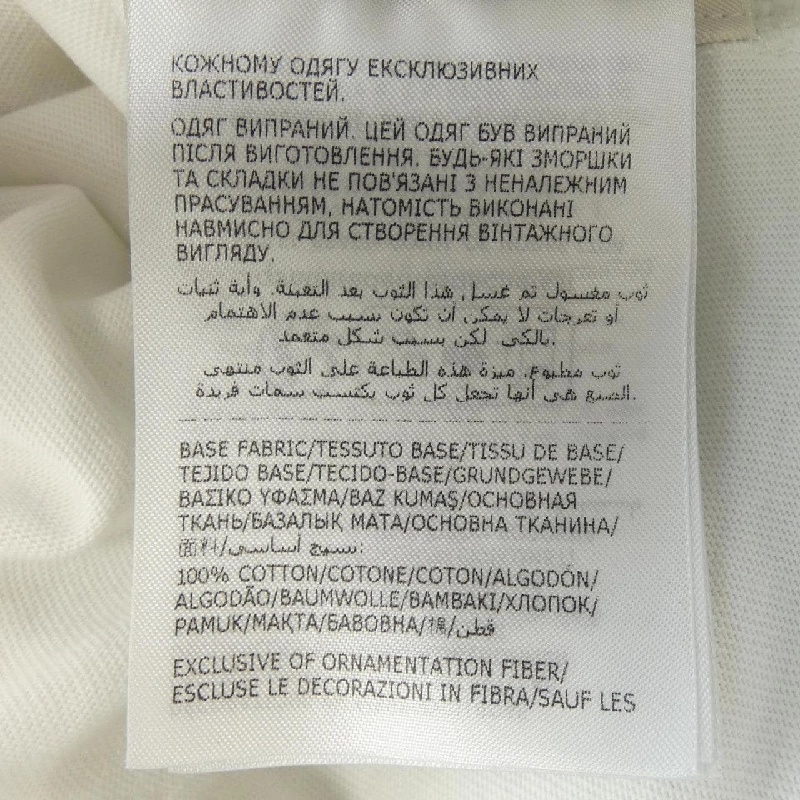 КОЖНОМУ ОДЯГУ ЕКСКЛЮЗИВНИХ
ВЛАСТИВОСТЕЙ.
ОДЯГ ВИПРАНИЙ. ЦЕЙ ОДЯГ БУВ ВИПРАНИЙ
ПІСЛЯ ВИГОТОВЛЕННЯ. БУДЬ-ЯКІ ЗМОРШКИ
ТА СКЛАДКИ НЕ ПОВ'ЯЗАНІ З НЕНАЛЕЖНИМ
ПРАСУВАННЯМ, НАТОМІСТЬ ВИКОНАНІ
НАВМИСНО ДЛЯ СТВОРЕННЯ ВІНТАЖНОГО
ВИГЛЯДУ.
ثوب مغسول تم غسل هذا الثوب بعد التعبئة. وأية ثنيات
أو تعرجات لا يمكن أن تكون بسبب عدم الاهتمام
بالكي. لكن بسبب شكل متعمد.
ثوب مطبوع. ميزة هذه الطباعة على الثوب منتهى
الصبغ هي أنها تجعل كل ثوب يكتسب سمات فريدة.
BASE FABRIC/TESSUTO BASE/TISSU DE BASE/
TEJIDO BASE/TECIDO-BASE/GRUNDGEWEBE/
ΒΑΣΙΚΟ ΥΦΑΣΜΑ/BAZ KUMAŞ/ОСНОВНАЯ
ТКАНЬ/БАЗАЛЫҚ МАТА/ОСНОВНА ТКАНИНА/
面料/نسيج أساسي:
100% COTTON/COTONE/COTON/ALGODÓN/
ALGODÃO/BAUMWOLLE/ΒΑΜΒΑΚΙ/ХЛОПОК/
PAMUK/МАҚТА/БАВОВНА/棉/قطن
EXCLUSIVE OF ORNAMENTATION FIBER/
ESCLUSE LE DECORAZIONI IN FIBRA/SAUF LES